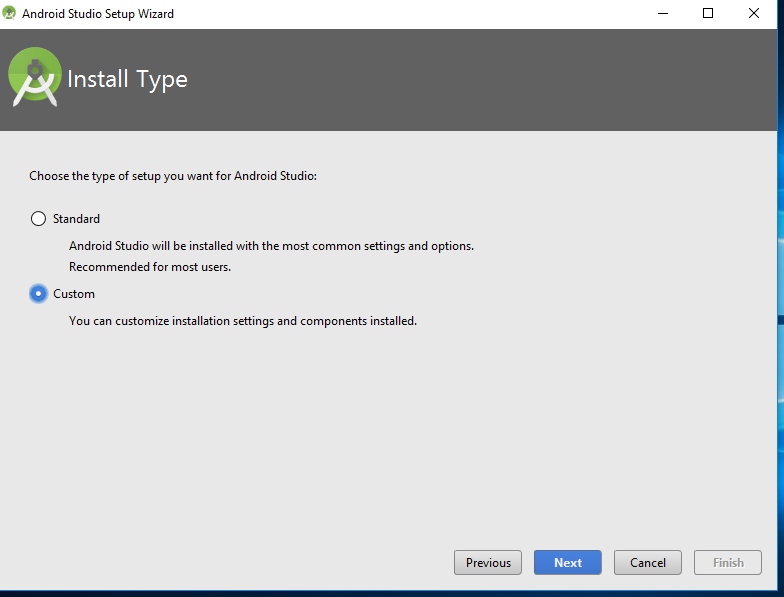 Android Studio Setup Wizard
Install Type
Choose the type of setup you want for Android Studio:
Standard
Android Studio will be installed with the most common settings and options.
Recommended for most users.
Custom
You can customize installation settings and components installed.
Previous
Next
Cancel
Finish